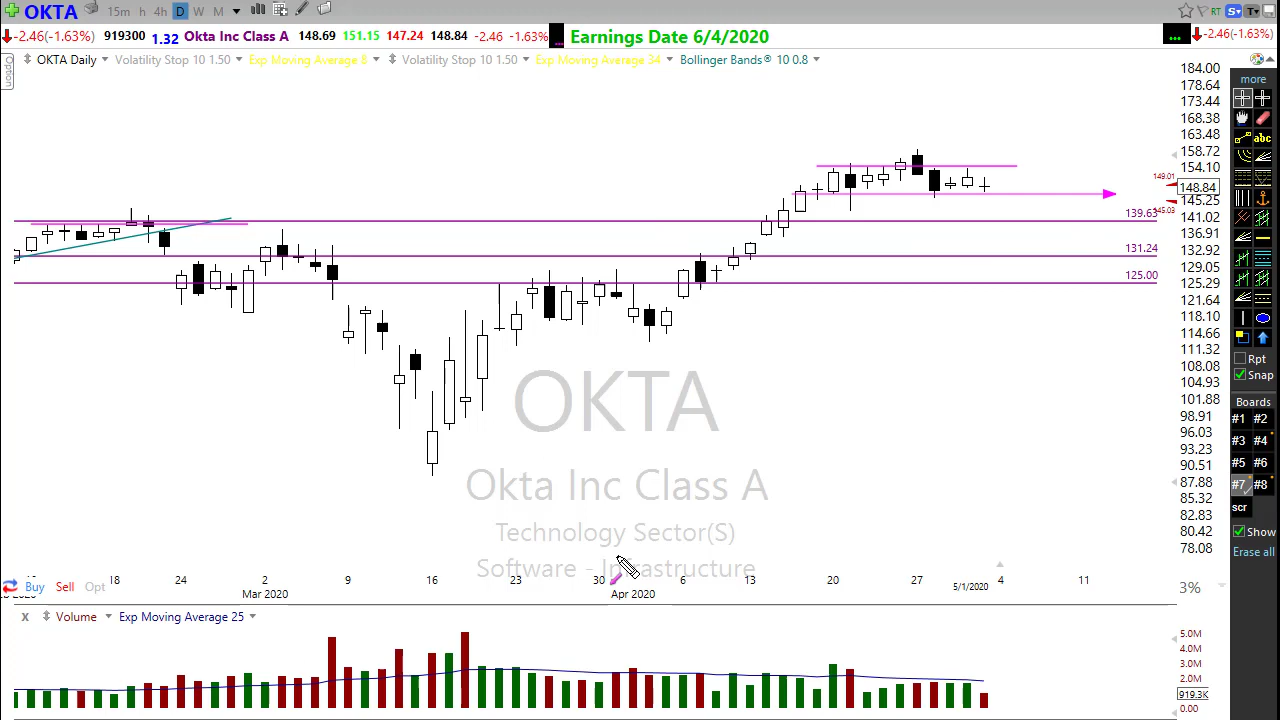 OKTA 15m h 4h D W M RT S T
-2.46(-1.63%) 919300 1.32 Okta Inc Class A 148.69 151.15 147.24 148.84 -2.46 -1.63% ... Earnings Date 6/4/2020 ... -2.46(-1.63%)
Option
OKTA Daily Volatility Stop 10 1.50 Exp Moving Average 8 Volatility Stop 10 1.50 Exp Moving Average 34 Bollinger Bands® 10 0.8
184.00
178.64
173.44
168.38
163.48
158.72
154.10
149.01
148.84
145.25
145.03
139.63
141.02
136.91
131.24
132.92
129.05
125.00
125.29
121.64
118.10
114.66
111.32
108.08
104.93
101.88
98.91
96.03
93.23
90.51
87.88
85.32
82.83
80.42
78.08
OKTA
Okta Inc Class A
Technology Sector(S)
Software - Infrastructure
more
abc
Rpt
Snap
Boards
#1 #2
#3 #4
#5 #6
#7 #8
scr
Show
Erase all
Buy Sell Opt
18 24 2 9 16 23 30 6 13 20 27 5/1/2020 4 11
Mar 2020 Apr 2020
3%
x Volume Exp Moving Average 25
5.0M
4.0M
3.0M
2.0M
919.3K
0.00